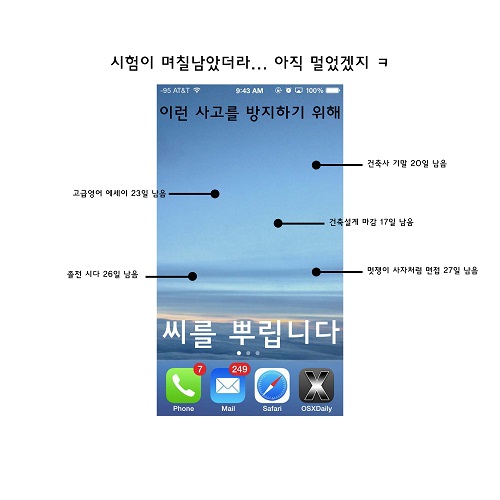 시험이 며칠남았더라... 아직 멀었겠지 ㅋ
-95 AT&T 9:43 AM 100%
이런 사고를 방지하기 위해
건축사 기말 20일 남음
고급영어 에세이 23일 남음
건축설계 마감 17일 남음
졸전 시다 26일 남음
멋쟁이 사자처럼 면접 27일 남음
씨를 뿌립니다
7 249
Phone Mail Safari OSXDaily